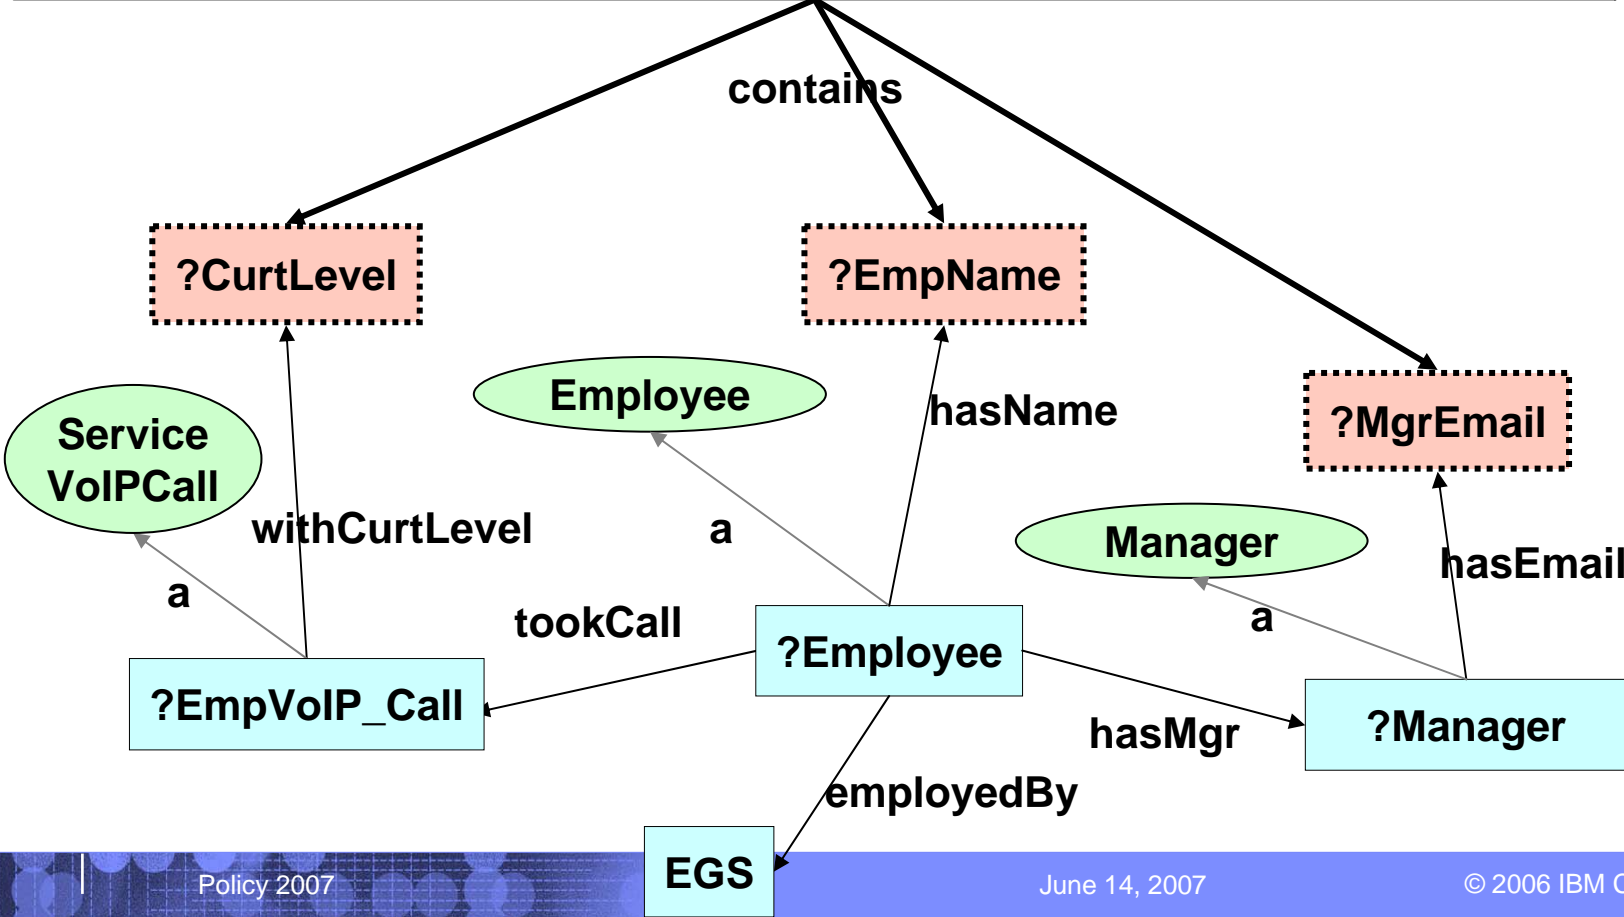 contains
?CurtLevel
?EmpName
Employee
hasName
?MgrEmail
Service
VoIPCall
withCurtLevel
a
Manager
hasEmail
a
tookCall
a
?Employee
?EmpVoIP_Call
hasMgr
?Manager
employedBy
EGS
Policy 2007
June 14, 2007
© 2006 IBM C